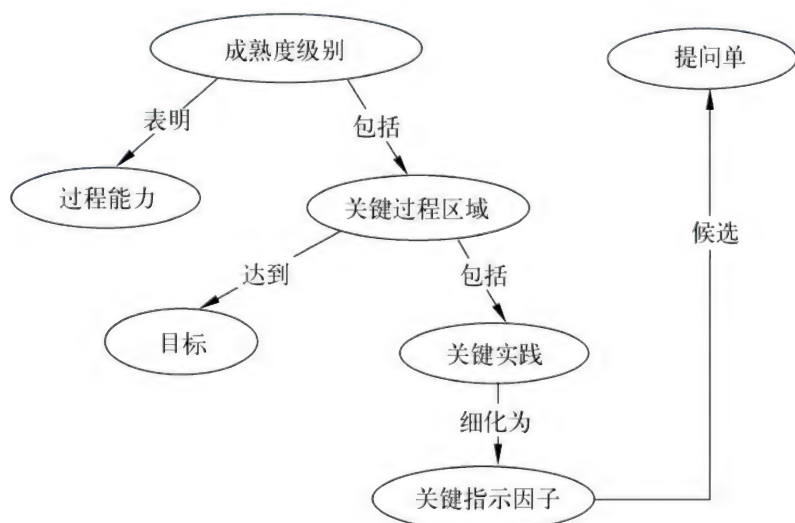 成熟度级别
提问单
表明
包括
过程能力
关键过程区域
候选
达到
包括
目标
关键实践
细化为
关键指示因子